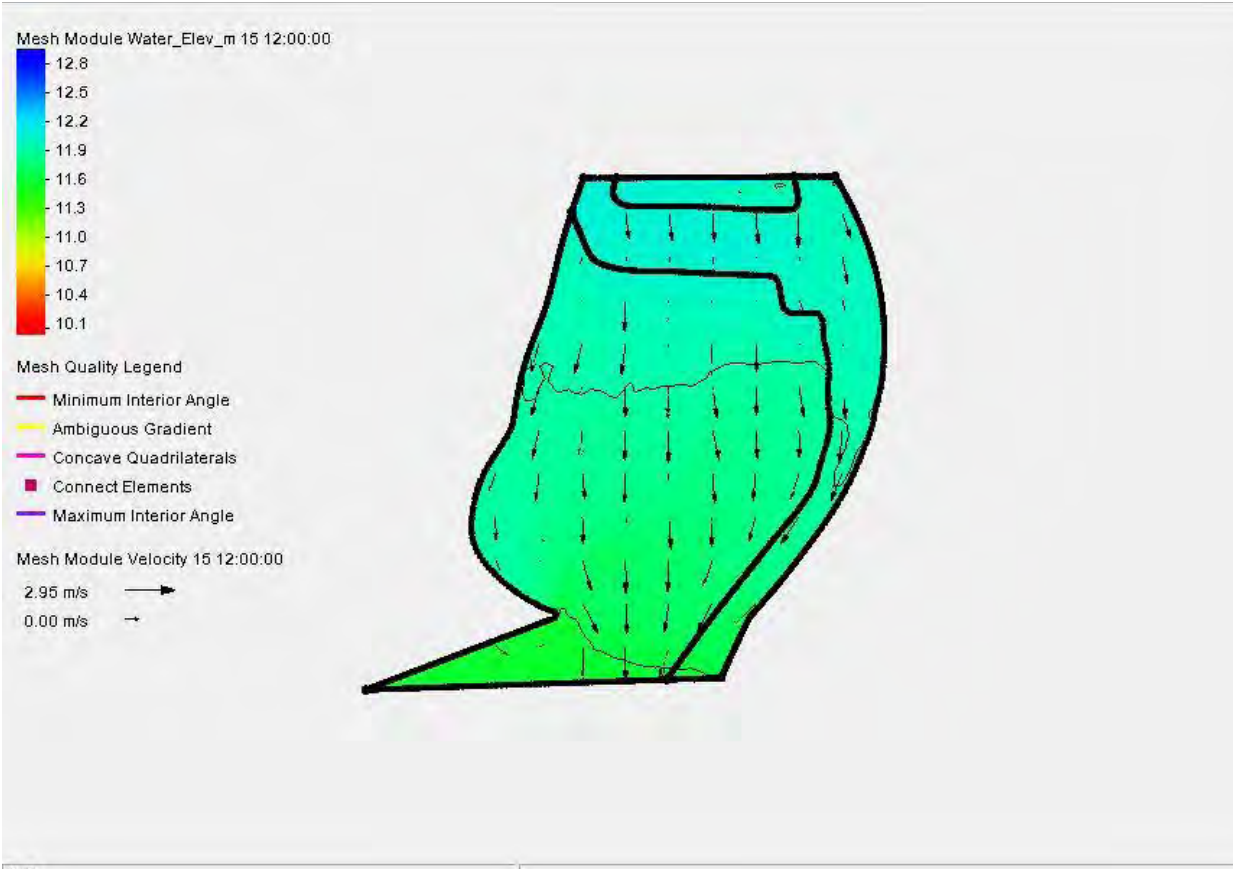 Mesh Module Water_Elev_m 15 12:00:00
12.8
12.5
12.2
11.9
11.6
11.3
11.0
10.7
10.4
10.1
Mesh Quality Legend
Minimum Interior Angle
Ambiguous Gradient
Concave Quadrilaterals
Connect Elements
Maximum Interior Angle
Mesh Module Velocity 15 12:00:00
2.95 m/s
0.00 m/s